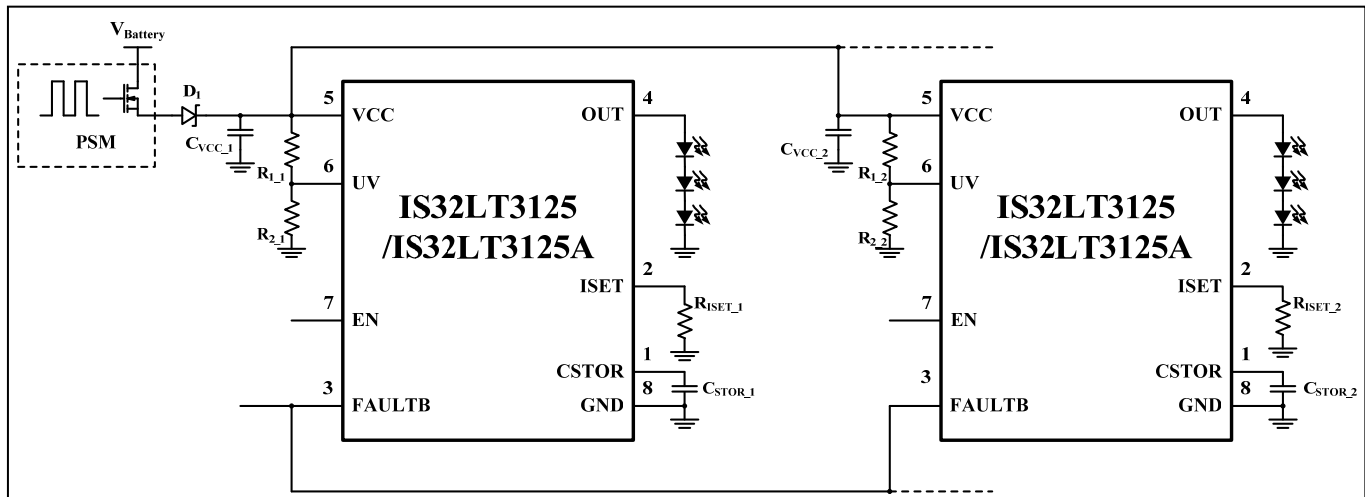 VBattery
PSM
D1
CVCC_1
R1_1
R2_1
5 VCC
6 UV
7 EN
3 FAULTB
IS32LT3125
/IS32LT3125A
OUT 4
ISET 2
CSTOR 1
GND 8
RISET_1
CSTOR_1
CVCC_2
R1_2
R2_2
5 VCC
6 UV
7 EN
3 FAULTB
IS32LT3125
/IS32LT3125A
OUT 4
ISET 2
CSTOR 1
GND 8
RISET_2
CSTOR_2